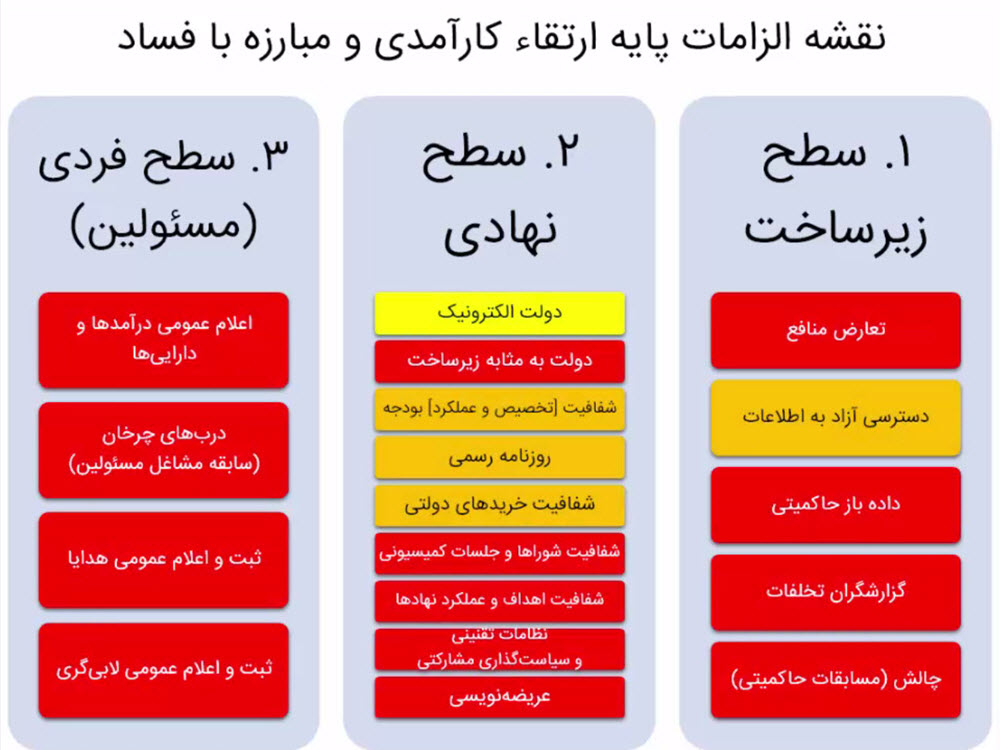 نقشه الزامات پایه ارتقاء کارآمدی و مبارزه با فساد
۱. سطح
زیرساخت
تعارض منافع
دسترسی آزاد به اطلاعات
داده باز حاکمیتی
گزارشگران تخلفات
چالش (مسابقات حاکمیتی)
۲. سطح
نهادی
دولت الکترونیک
دولت به مثابه زیرساخت
شفافیت [تخصیص و عملکرد] بودجه
روزنامه رسمی
شفافیت خریدهای دولتی
شفافیت شوراها و جلسات کمیسیونی
شفافیت اهداف و عملکرد نهادها
نظامات تقنینی
و سیاست‌گذاری مشارکتی
عریضه‌نویسی
۳. سطح فردی
(مسئولین)
اعلام عمومی درآمدها و
دارایی‌ها
درب‌های چرخان
(سابقه مشاغل مسئولین)
ثبت و اعلام عمومی هدایا
ثبت و اعلام عمومی لابی‌گری